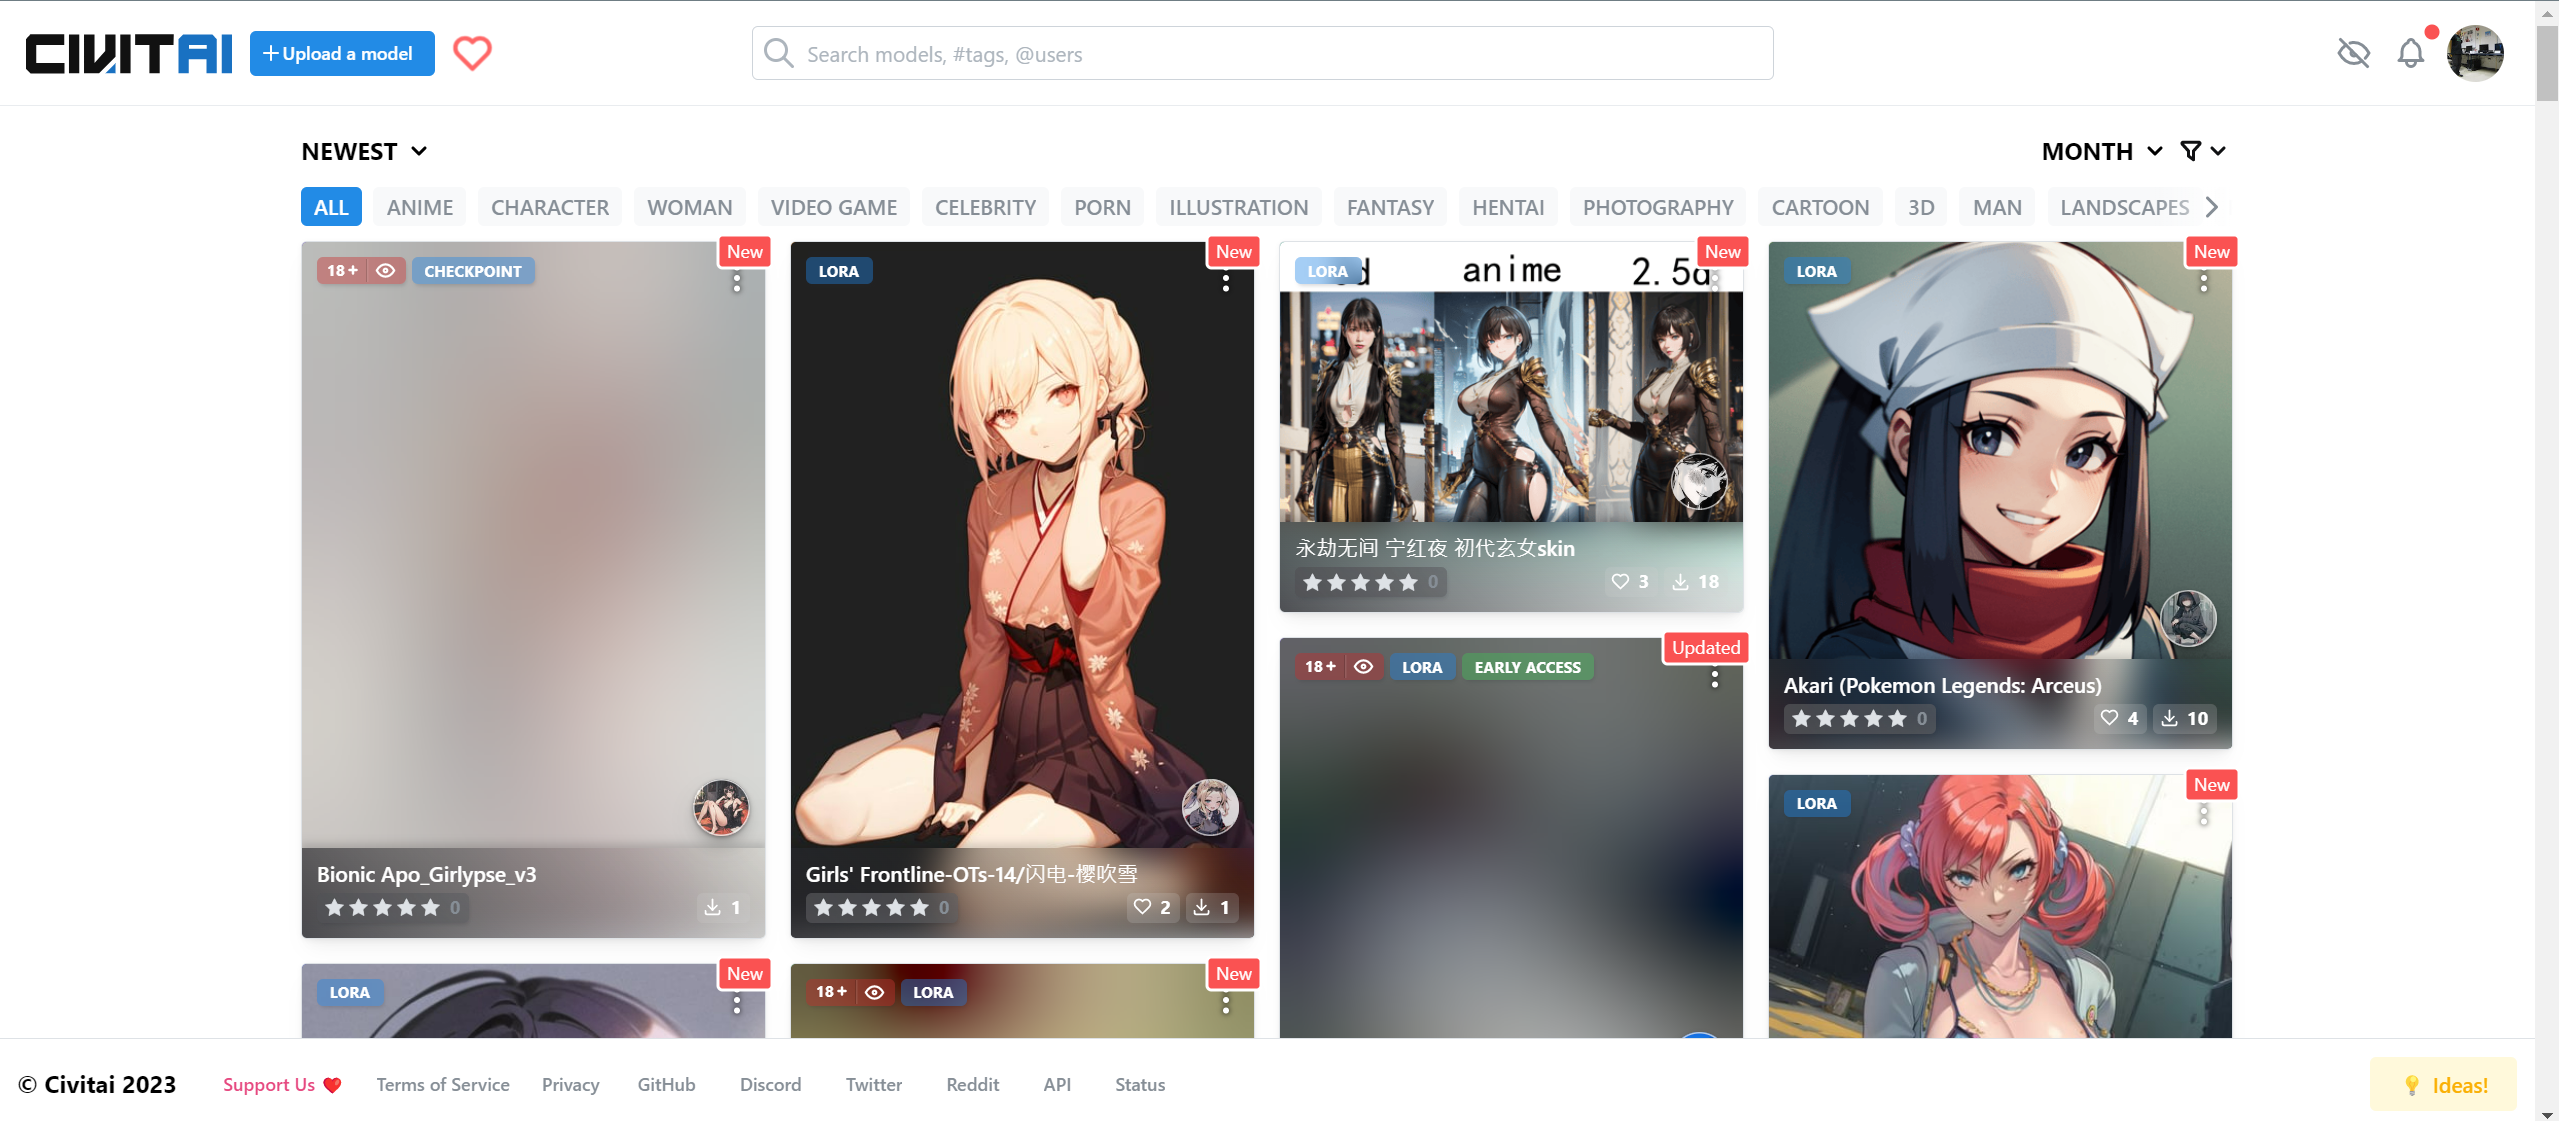 CIVITAI
Upload a model
Search models, #tags, @users
NEWEST
MONTH
ALL
ANIME
CHARACTER
WOMAN
VIDEO GAME
CELEBRITY
PORN
ILLUSTRATION
FANTASY
HENTAI
PHOTOGRAPHY
CARTOON
3D
MAN
LANDSCAPES
18+
CHECKPOINT
New
Bionic Apo_Girlypse_v3
0
1
LORA
New
Girls' Frontline-OTs-14/闪电-樱吹雪
0
2
1
LORA
anime
2.5d
New
永劫无间 宁红夜 初代玄女skin
0
3
18
LORA
New
Akari (Pokemon Legends: Arceus)
0
4
10
18+
LORA
EARLY ACCESS
Updated
LORA
New
LORA
New
18+
LORA
New
© Civitai 2023
Support Us
Terms of Service
Privacy
GitHub
Discord
Twitter
Reddit
API
Status
Ideas!